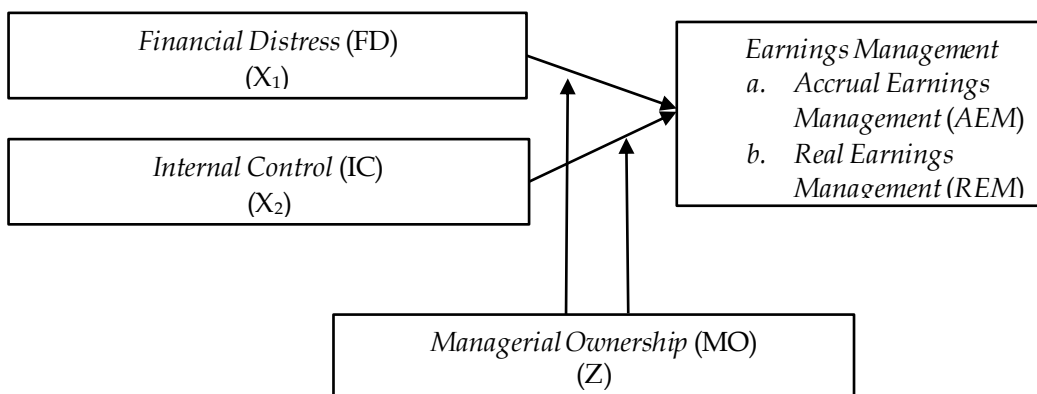 Financial Distress (FD)
(X₁)
Internal Control (IC)
(X₂)
Earnings Management
a. Accrual Earnings
Management (AEM)
b. Real Earnings
Management (REM)
Managerial Ownership (MO)
(Z)